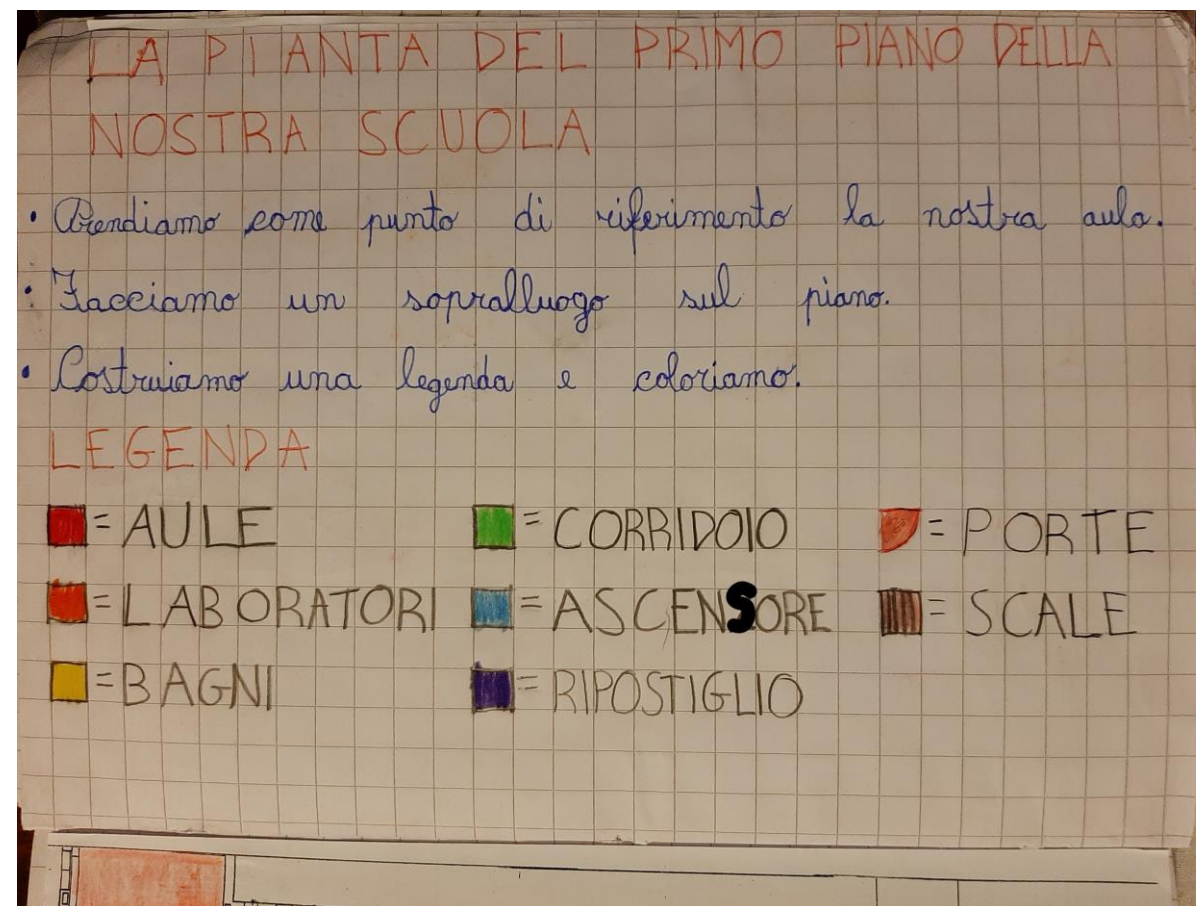 LA PIANTA DEL PRIMO PIANO DELLA
NOSTRA SCUOLA
• Prendiamo come punto di riferimento la nostra aula.
• Facciamo un sopralluogo sul piano.
• Costruiamo una legenda e coloriamo.
LEGENDA
= AULE = CORRIDOIO = PORTE
= LABORATORI = ASCENSORE = SCALE
= BAGNI = RIPOSTIGLIO